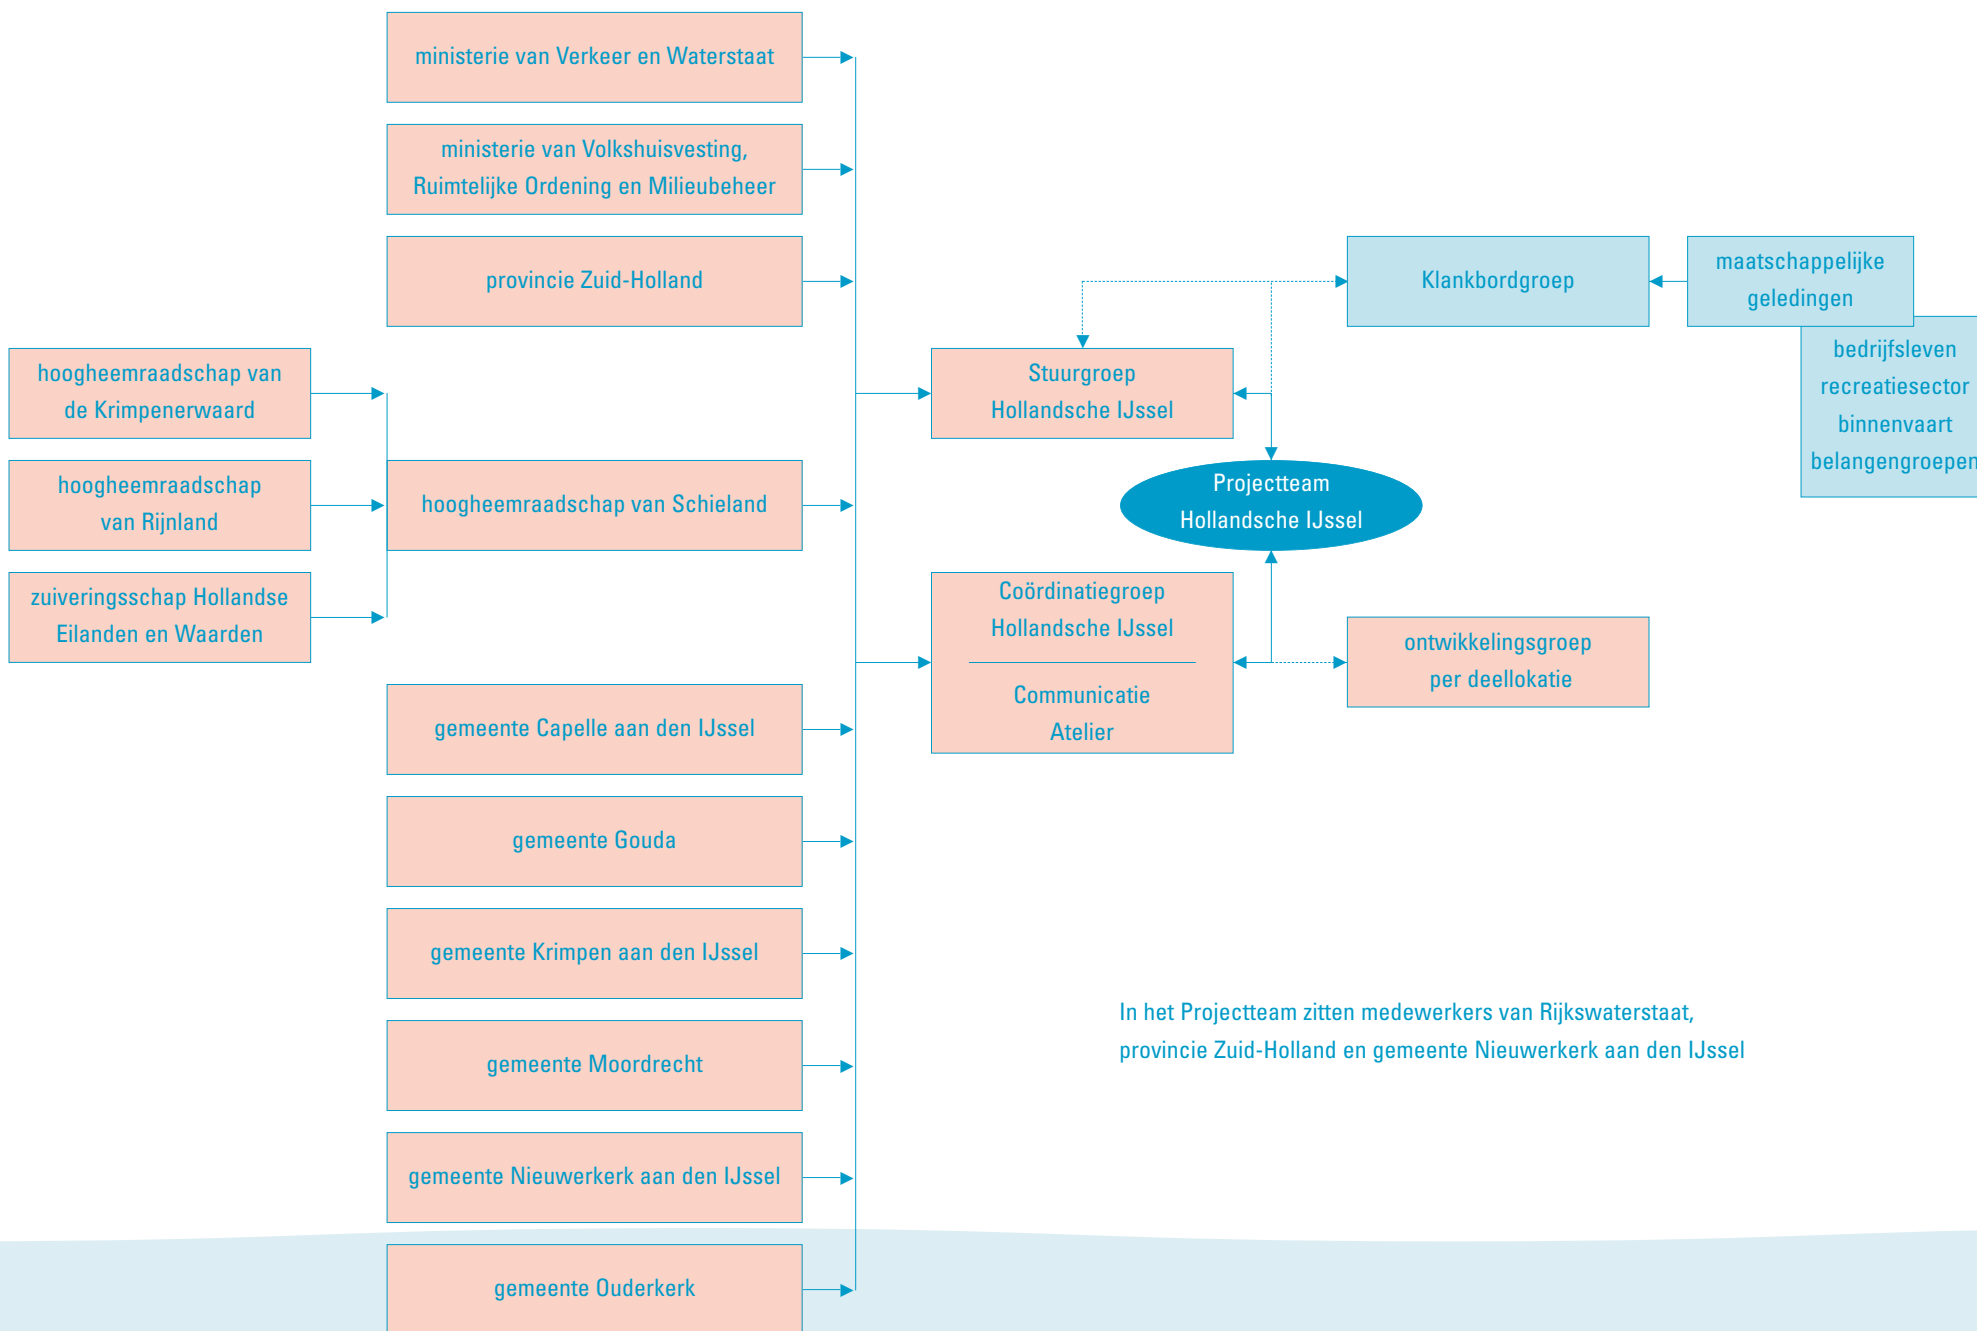 ministerie van Verkeer en Waterstaat
ministerie van Volkshuisvesting,
Ruimtelijke Ordening en Milieubeheer
provincie Zuid-Holland
hoogheemraadschap van
de Krimpenerwaard
hoogheemraadschap
van Rijnland
zuiveringsschap Hollandse
Eilanden en Waarden
hoogheemraadschap van Schieland
gemeente Capelle aan den IJssel
gemeente Gouda
gemeente Krimpen aan den IJssel
gemeente Moordrecht
gemeente Nieuwerkerk aan den IJssel
gemeente Ouderkerk
Stuurgroep
Hollandsche IJssel
Coördinatiegroep
Hollandsche IJssel
Communicatie
Atelier
Projectteam
Hollandsche IJssel
Klankbordgroep
maatschappelijke
geledingen
bedrijfsleven
recreatiesector
binnenvaart
belangengroepen
ontwikkelingsgroep
per deellokatie
In het Projectteam zitten medewerkers van Rijkswaterstaat,
provincie Zuid-Holland en gemeente Nieuwerkerk aan den IJssel